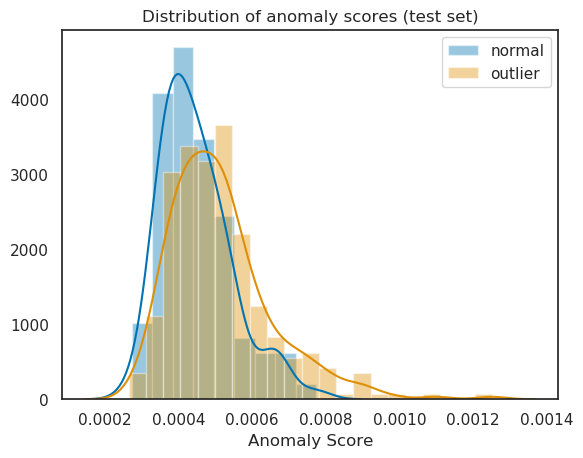 Distribution of anomaly scores (test set)
normal
outlier
4000
3000
2000
1000
0
0.0002 0.0004 0.0006 0.0008 0.0010 0.0012 0.0014
Anomaly Score